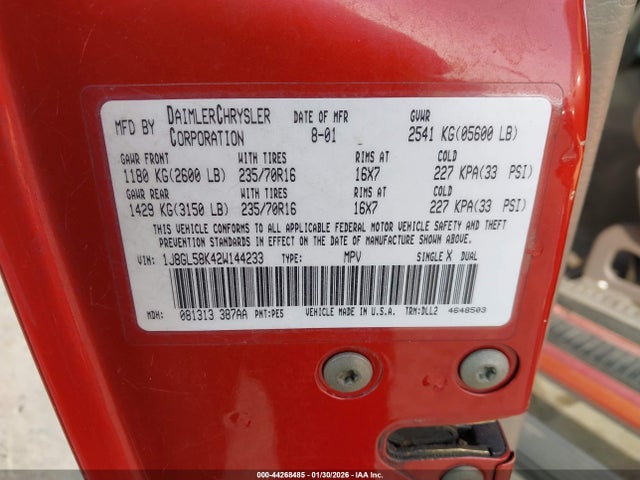 MFD BY DAIMLERCHRYSLER CORPORATION DATE OF MFR 8-01 GVWR 2541 KG(05600 LB)
GAWR FRONT WITH TIRES RIMS AT COLD
1180 KG(2600 LB) 235/70R16 16X7 227 KPA(33 PSI)
GAWR REAR WITH TIRES RIMS AT COLD
1429 KG(3150 LB) 235/70R16 16X7 227 KPA(33 PSI)
THIS VEHICLE CONFORMS TO ALL APPLICABLE FEDERAL MOTOR VEHICLE SAFETY AND THEFT
PREVENTION STANDARDS IN EFFECT ON THE DATE OF MANUFACTURE SHOWN ABOVE.
VIN: 1J8GL58K42W144233 TYPE: MPV SINGLE X DUAL
MDH: 081313 387AA PNT:PE5 VEHICLE MADE IN U.S.A. TRM:DLL2 4648503
000-44268485 - 01/30/2026 - IAA Inc.